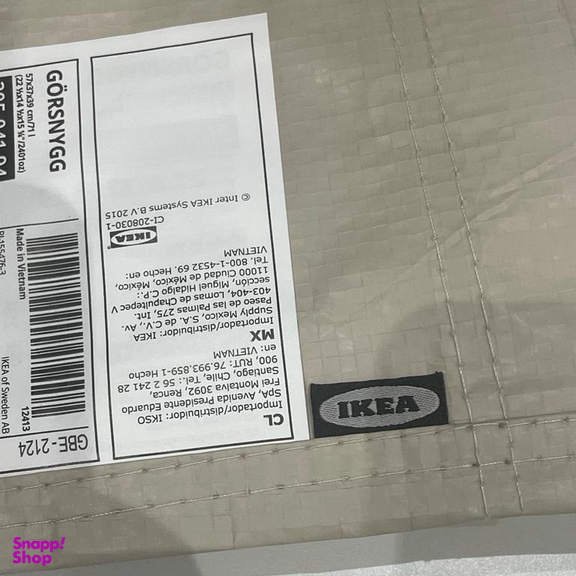 GÖRSNYGG
57x37x39 cm/71 l
(22 ½x14 ½x15 ¼"/2401oz)
Made in Vietnam
IKEA of Sweden AB
12413
GBE-2124
CL
Importador/distribuidor: IKSO
SpA, Avenida Presidente Eduardo
Frei Montalva 3092, Renca,
Santiago, Chile, Tel.: 56 2 241 28
900, RUT: 76.993.859-1 Hecho
en: VIETNAM
MX
Importador/distribuidor: IKEA
Supply Mexico, S.A. de C.V., Av.,
Paseo de las Palmas 275, Int.
403-404, Lomas de Chapultepec V
sección, Miguel Hidalgo C.P.:
11000 Ciudad de México, México,
Tel. 800-1-4532 69. Hecho en:
VIETNAM
IKEA
CI-208030-1
© Inter IKEA Systems B.V 2015
IKEA
Snapp!
Shop